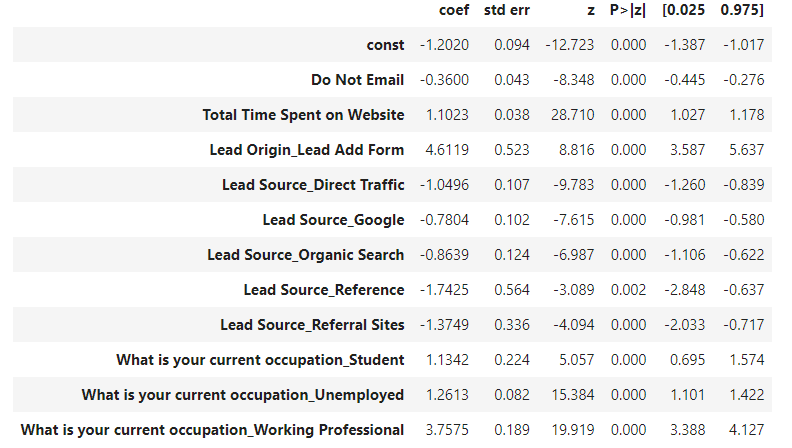 coef std err z P>|z| [0.025 0.975]
const -1.2020 0.094 -12.723 0.000 -1.387 -1.017
Do Not Email -0.3600 0.043 -8.348 0.000 -0.445 -0.276
Total Time Spent on Website 1.1023 0.038 28.710 0.000 1.027 1.178
Lead Origin_Lead Add Form 4.6119 0.523 8.816 0.000 3.587 5.637
Lead Source_Direct Traffic -1.0496 0.107 -9.783 0.000 -1.260 -0.839
Lead Source_Google -0.7804 0.102 -7.615 0.000 -0.981 -0.580
Lead Source_Organic Search -0.8639 0.124 -6.987 0.000 -1.106 -0.622
Lead Source_Reference -1.7425 0.564 -3.089 0.002 -2.848 -0.637
Lead Source_Referral Sites -1.3749 0.336 -4.094 0.000 -2.033 -0.717
What is your current occupation_Student 1.1342 0.224 5.057 0.000 0.695 1.574
What is your current occupation_Unemployed 1.2613 0.082 15.384 0.000 1.101 1.422
What is your current occupation_Working Professional 3.7575 0.189 19.919 0.000 3.388 4.127